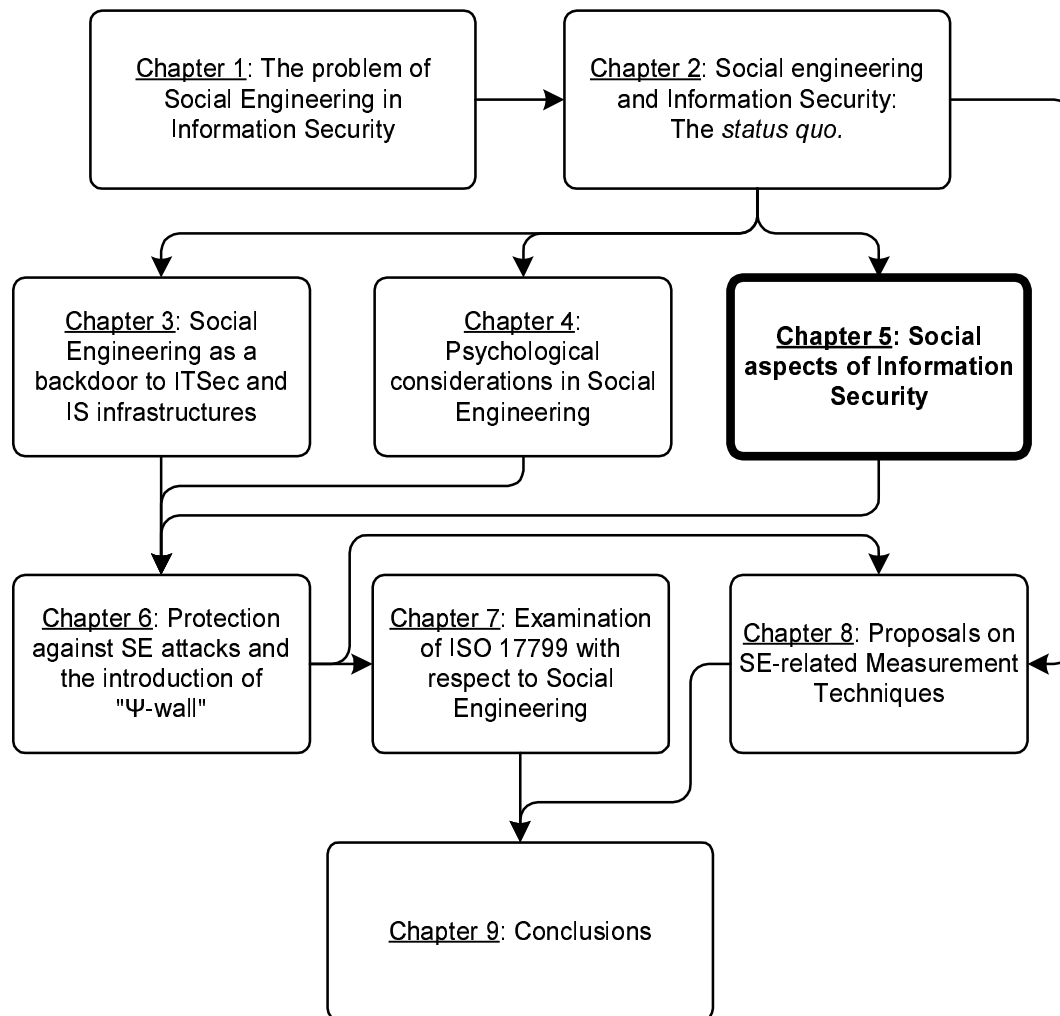 Chapter 1: The problem of
Social Engineering in
Information Security
Chapter 2: Social engineering
and Information Security:
The status quo.
Chapter 3: Social
Engineering as a
backdoor to ITSec and
IS infrastructures
Chapter 4:
Psychological
considerations in Social
Engineering
Chapter 5: Social
aspects of Information
Security
Chapter 6: Protection
against SE attacks and
the introduction of
"Ψ-wall"
Chapter 7: Examination
of ISO 17799 with
respect to Social
Engineering
Chapter 8: Proposals on
SE-related Measurement
Techniques
Chapter 9: Conclusions